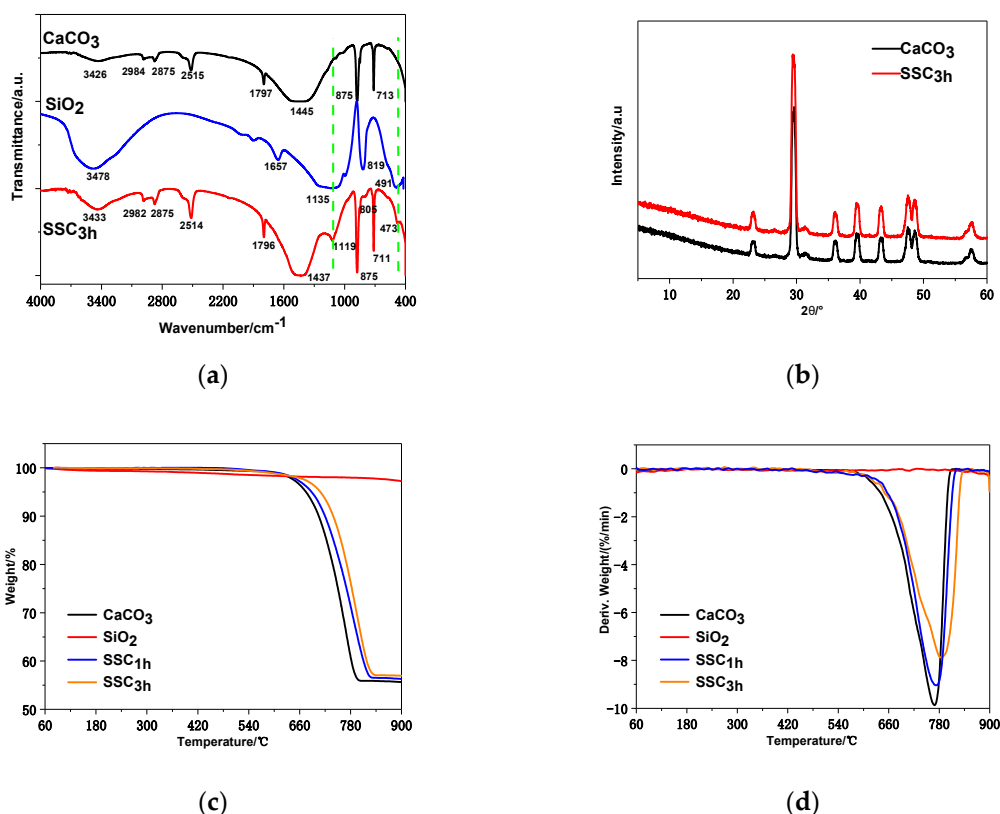 Transmittance/a.u.
CaCO3
3426
2984
2875
2515
1797
1445
875
713
SiO2
3478
1657
1135
819
491
SSC3h
3433
2982
2875
2514
1796
1437
1119
875
805
711
473
4000 3400 2800 2200 1600 1000 400
Wavenumber/cm-1
(a)
Intensity/a.u
CaCO3
SSC3h
10 20 30 40 50 60
2θ/°
(b)
Weight/%
100
90
80
70
60
50
CaCO3
SiO2
SSC1h
SSC3h
60 180 300 420 540 660 780 900
Temperature/℃
(c)
Deriv. Weight/(%/min)
0
−2
−4
−6
−8
−10
CaCO3
SiO2
SSC1h
SSC3h
60 180 300 420 540 660 780 900
Temperature/℃
(d)